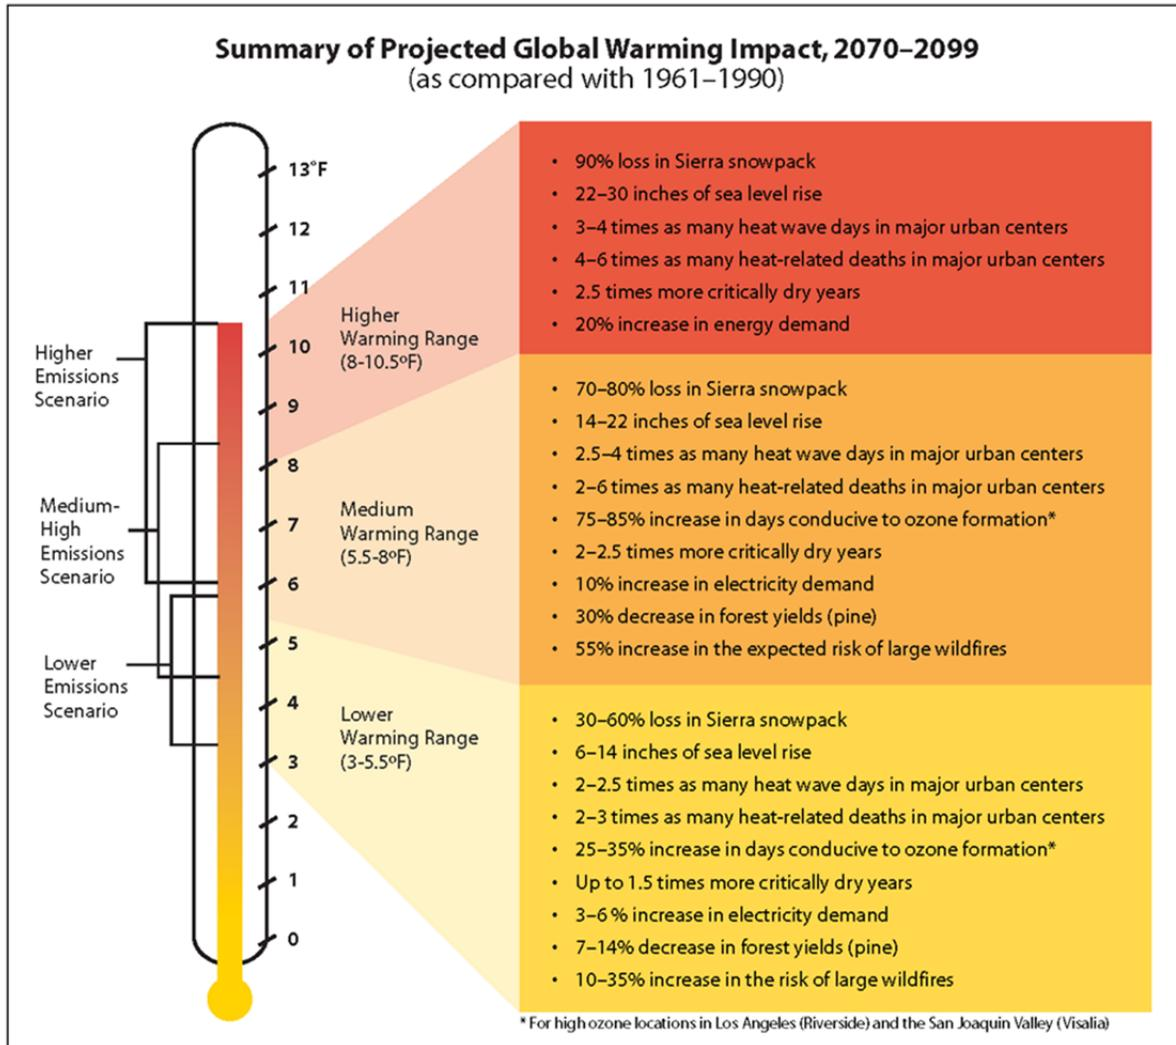 Summary of Projected Global Warming Impact, 2070–2099
(as compared with 1961–1990)
13˚F
12
11
10
9
8
7
6
5
4
3
2
1
0
Higher
Emissions
Scenario
Medium-
High
Emissions
Scenario
Lower
Emissions
Scenario
Higher
Warming Range
(8-10.5ºF)
Medium
Warming Range
(5.5-8ºF)
Lower
Warming Range
(3-5.5ºF)
• 90% loss in Sierra snowpack
• 22–30 inches of sea level rise
• 3–4 times as many heat wave days in major urban centers
• 4–6 times as many heat-related deaths in major urban centers
• 2.5 times more critically dry years
• 20% increase in energy demand
• 70–80% loss in Sierra snowpack
• 14–22 inches of sea level rise
• 2.5–4 times as many heat wave days in major urban centers
• 2–6 times as many heat-related deaths in major urban centers
• 75–85% increase in days conducive to ozone formation*
• 2–2.5 times more critically dry years
• 10% increase in electricity demand
• 30% decrease in forest yields (pine)
• 55% increase in the expected risk of large wildfires
• 30–60% loss in Sierra snowpack
• 6–14 inches of sea level rise
• 2–2.5 times as many heat wave days in major urban centers
• 2–3 times as many heat-related deaths in major urban centers
• 25–35% increase in days conducive to ozone formation*
• Up to 1.5 times more critically dry years
• 3–6 % increase in electricity demand
• 7–14% decrease in forest yields (pine)
• 10–35% increase in the risk of large wildfires
* For high ozone locations in Los Angeles (Riverside) and the San Joaquin Valley (Visalia)